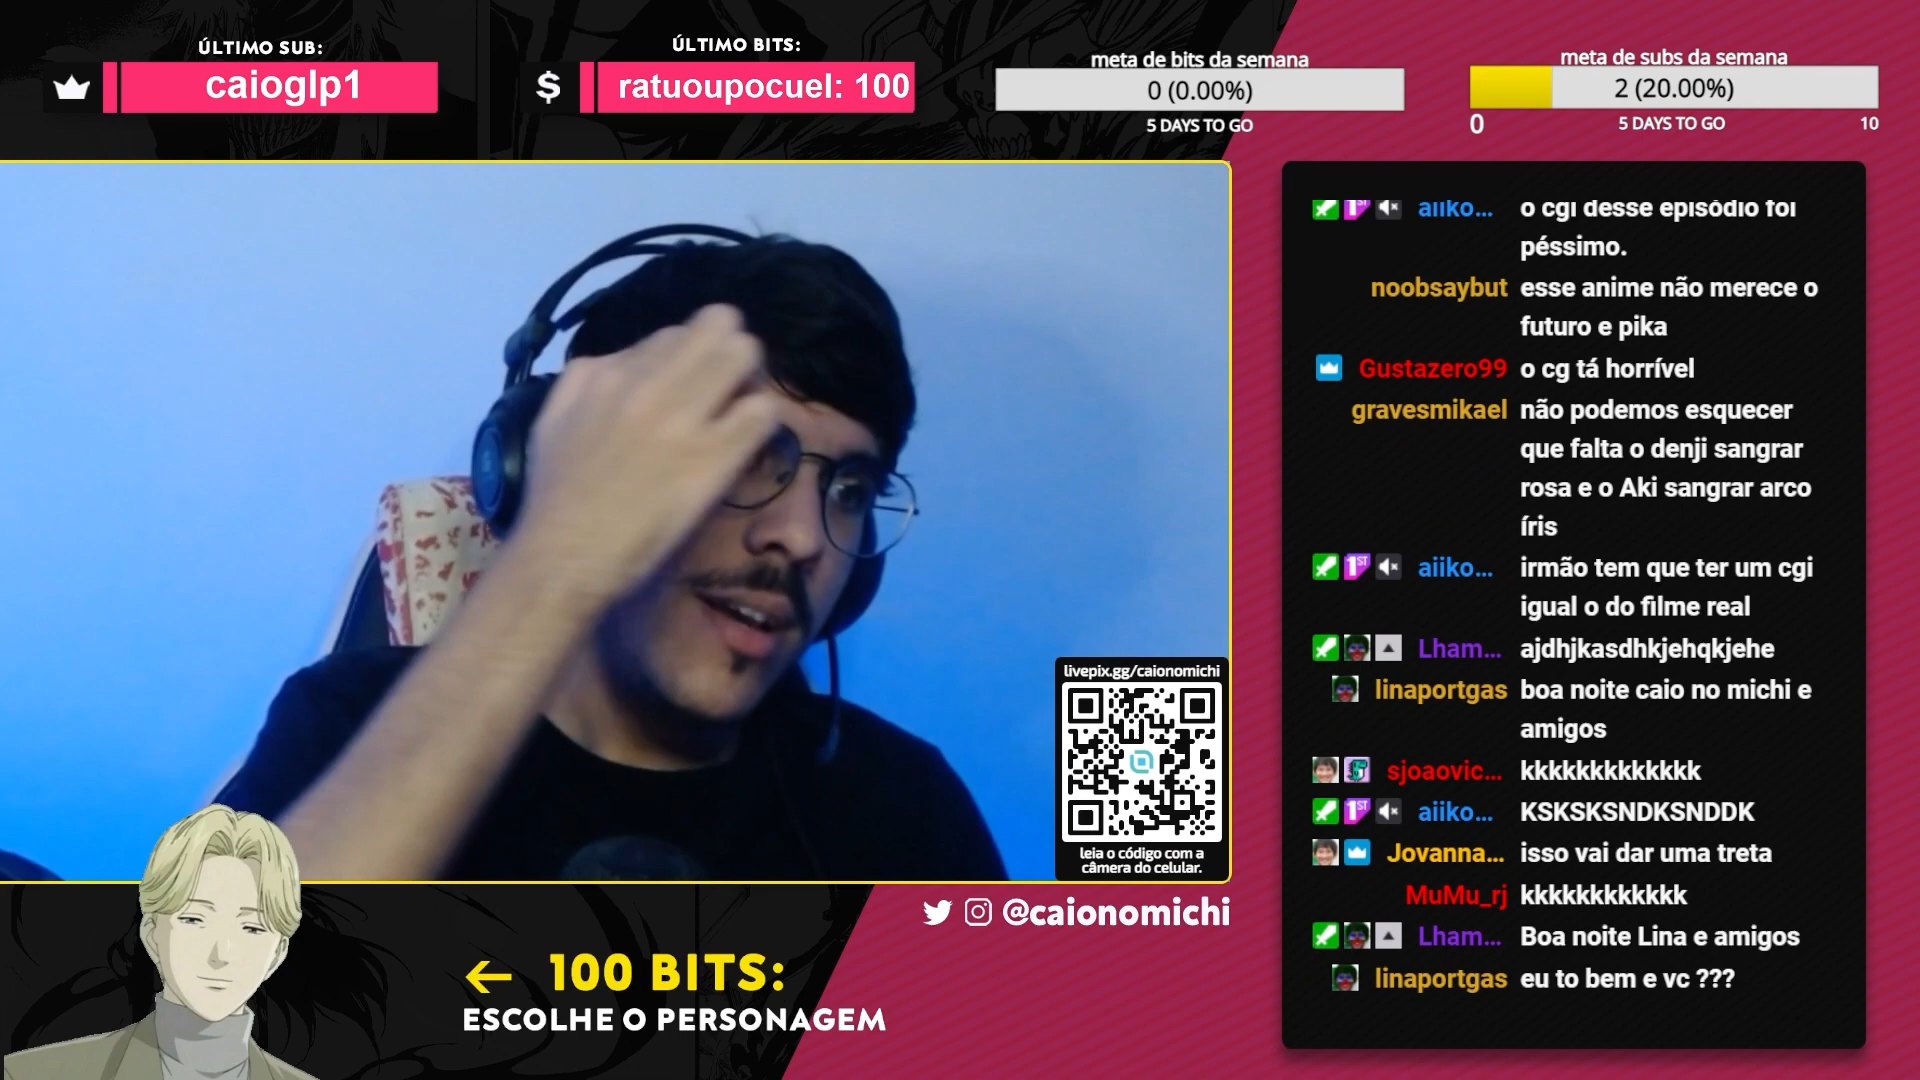 ÚLTIMO SUB:
caioglp1
ÚLTIMO BITS:
$
ratuoupocuel: 100
meta de bits da semana
0 (0.00%)
5 DAYS TO GO
meta de subs da semana
2 (20.00%)
0
5 DAYS TO GO
10
aiiko... o cgi desse episódio foi
péssimo.
noobsaybut esse anime não merece o
futuro e pika
Gustazero99 o cg tá horrível
gravesmikael não podemos esquecer
que falta o denji sangrar
rosa e o Aki sangrar arco
íris
1ST aiiko... irmão tem que ter um cgi
igual o do filme real
Lham... ajdhjkasdhkjehqkjehe
linaportgas boa noite caio no michi e
amigos
sjoaovic... kkkkkkkkkkkkk
1ST aiiko... KSKSKSNDKSNDDK
Jovanna... isso vai dar uma treta
MuMu_rj kkkkkkkkkkkk
Lham... Boa noite Lina e amigos
linaportgas eu to bem e vc ???
livepix.gg/caionomichi
leia o código com a
câmera do celular.
@caionomichi
← 100 BITS:
ESCOLHE O PERSONAGEM